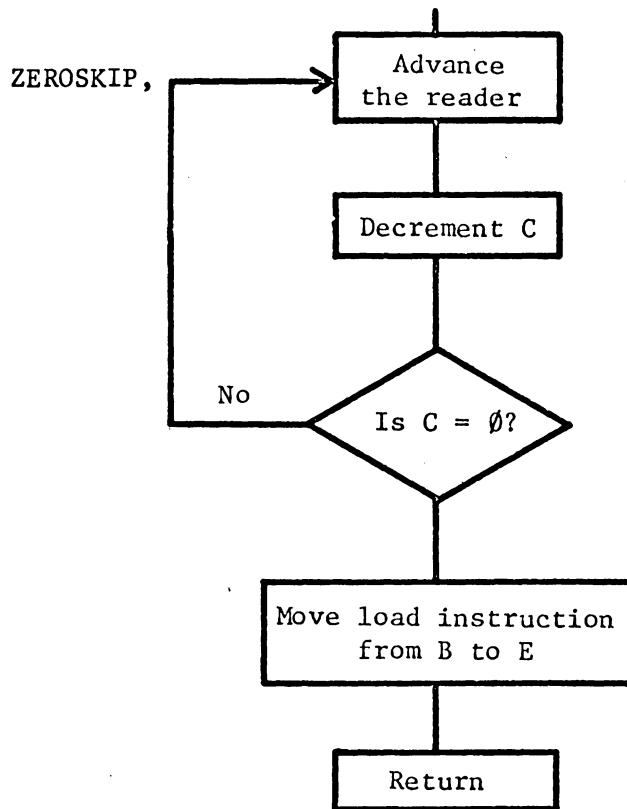 Advance
ZEROSKIP,
the reader
Decrement C
No
Is C = Ø?
Move load instruction
from B to E
Return